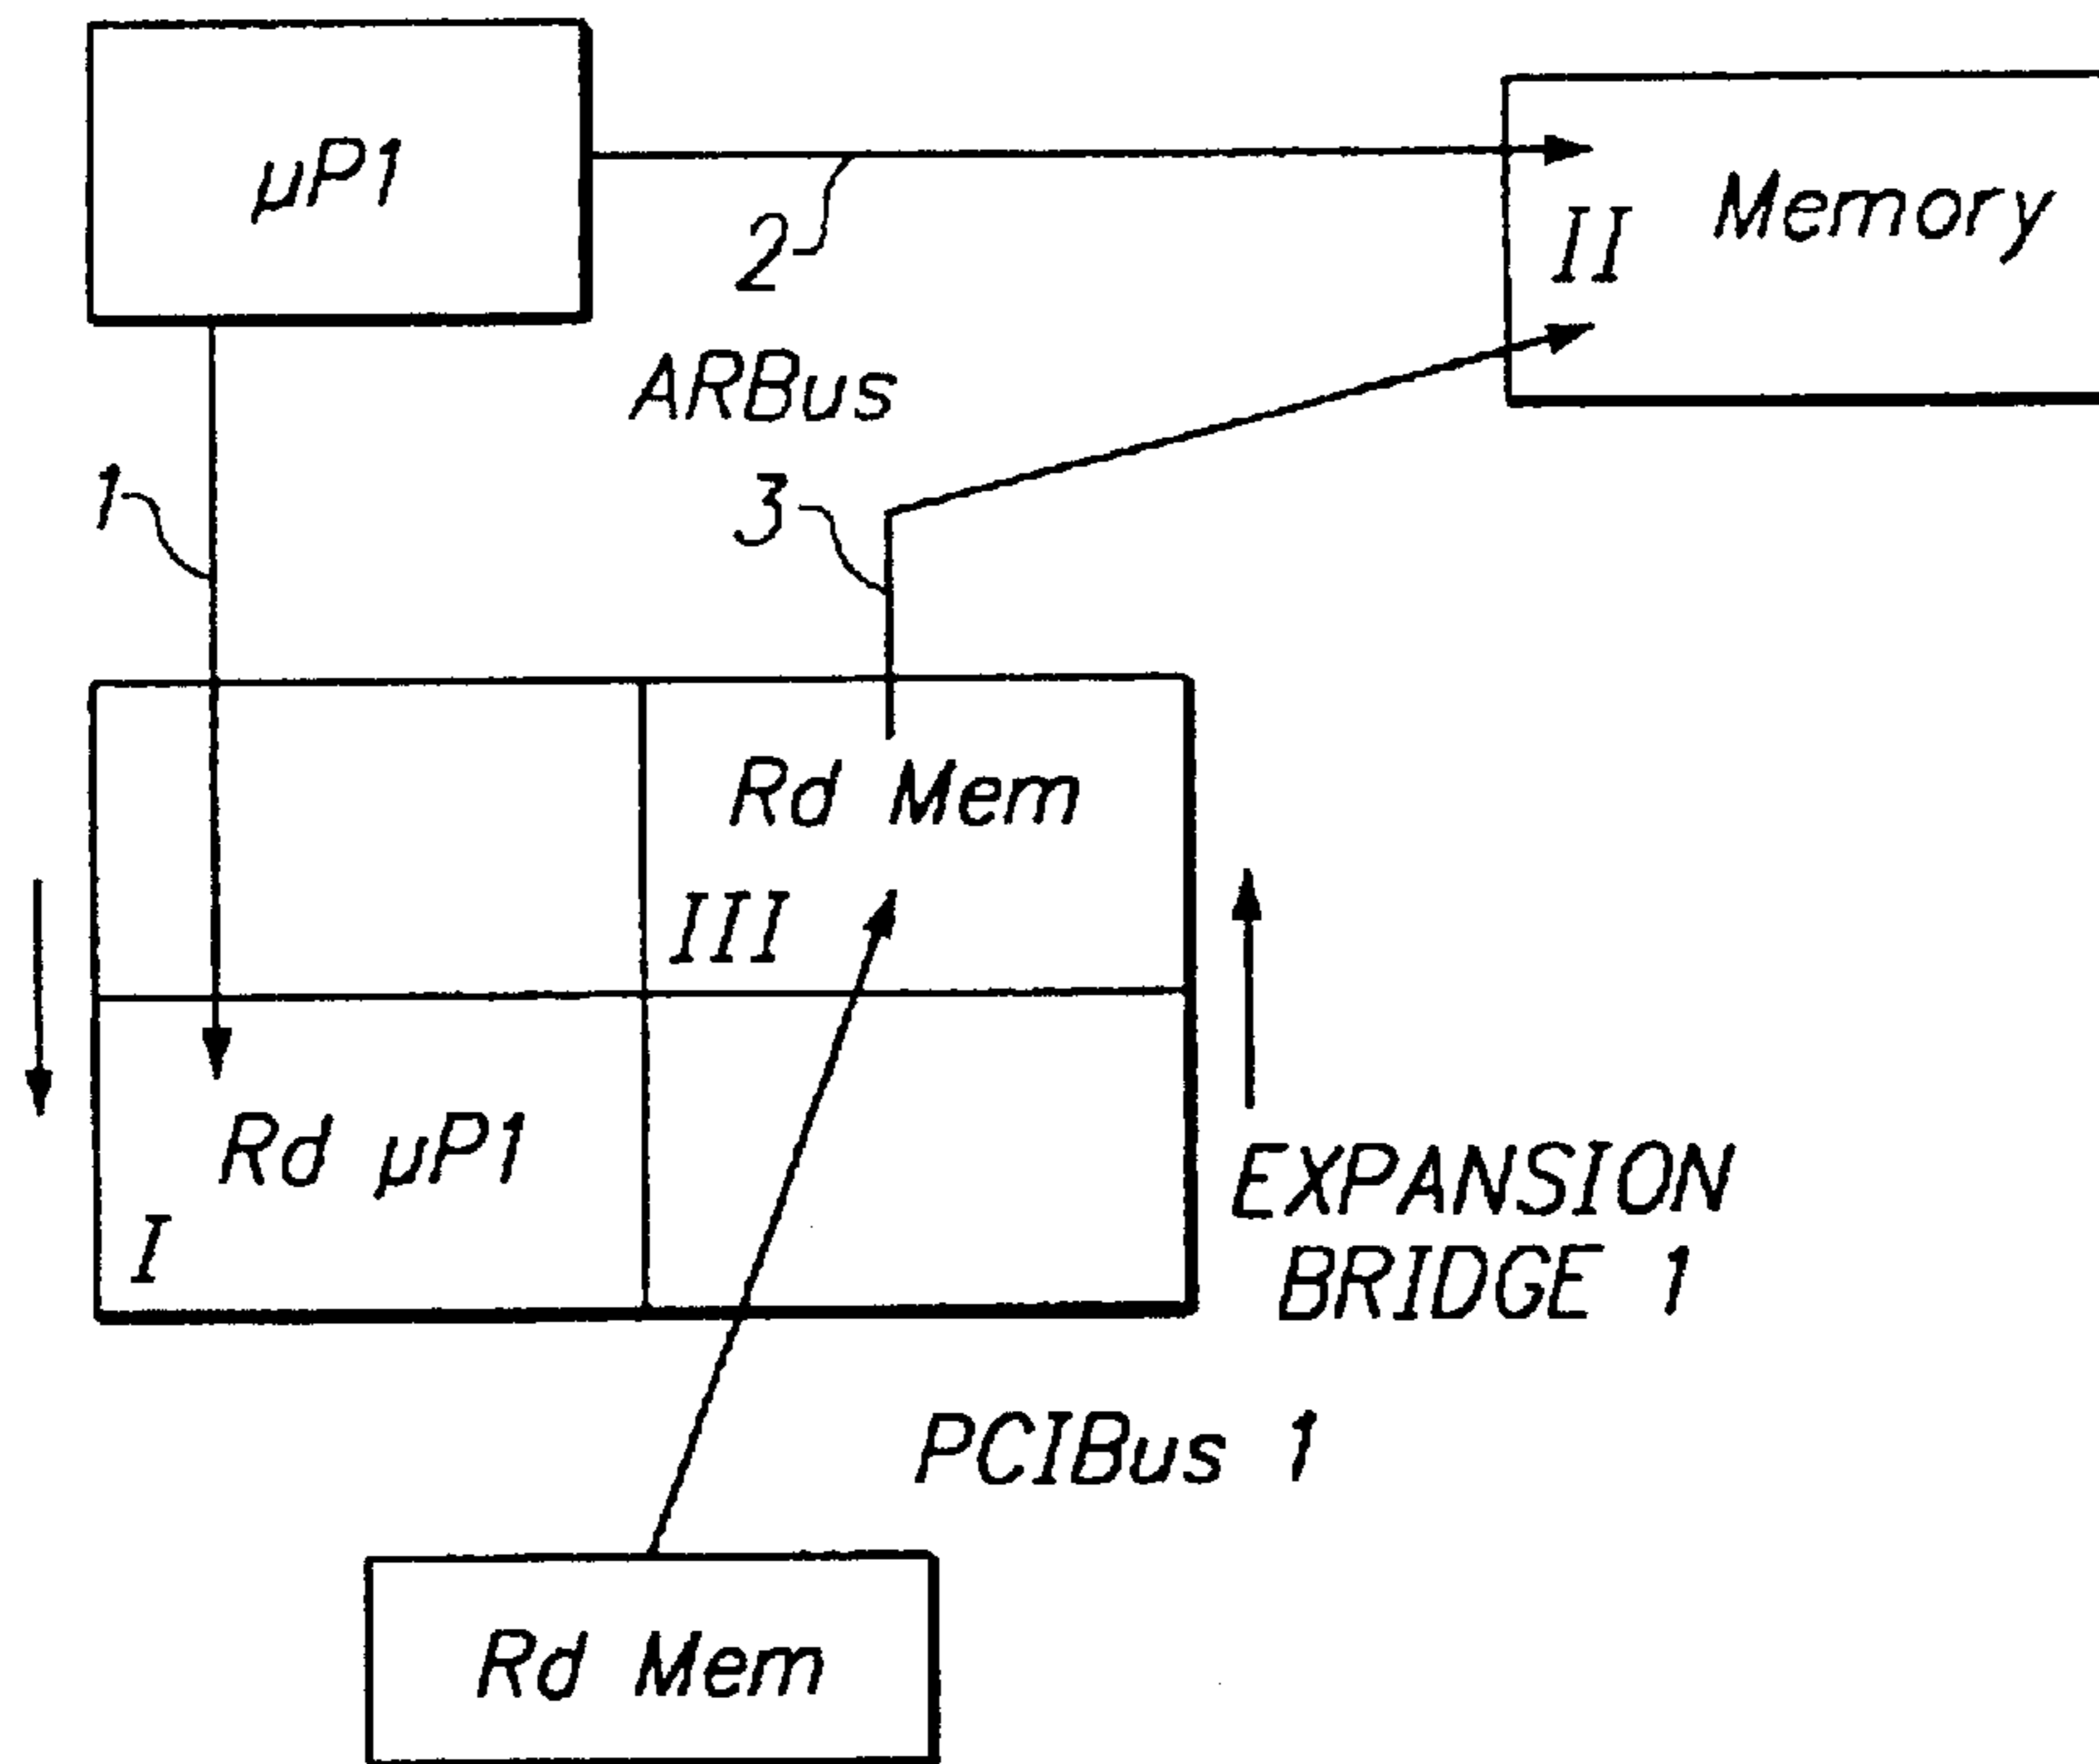 µP1
Memory
II
2
ARBus
1
3
Rd Mem
III
Rd µP1
I
EXPANSION
BRIDGE 1
PCIBus 1
Rd Mem